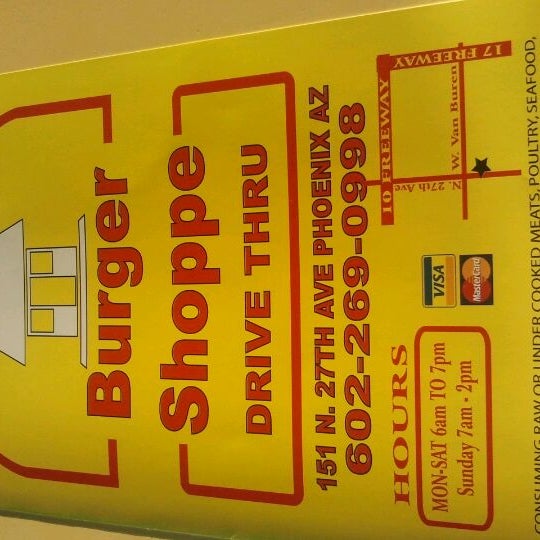 Burger
Shoppe
DRIVE THRU
151 N. 27TH AVE PHOENIX AZ
602-269-0998
10 FREEWAY
17 FREEWAY
N. 27th Ave
W. Van Buren
HOURS
MON-SAT 6am TO 7pm
Sunday 7am - 2pm
VISA
MasterCard
CONSUMING RAW OR UNDER COOKED MEATS, POULTRY, SEAFOOD,